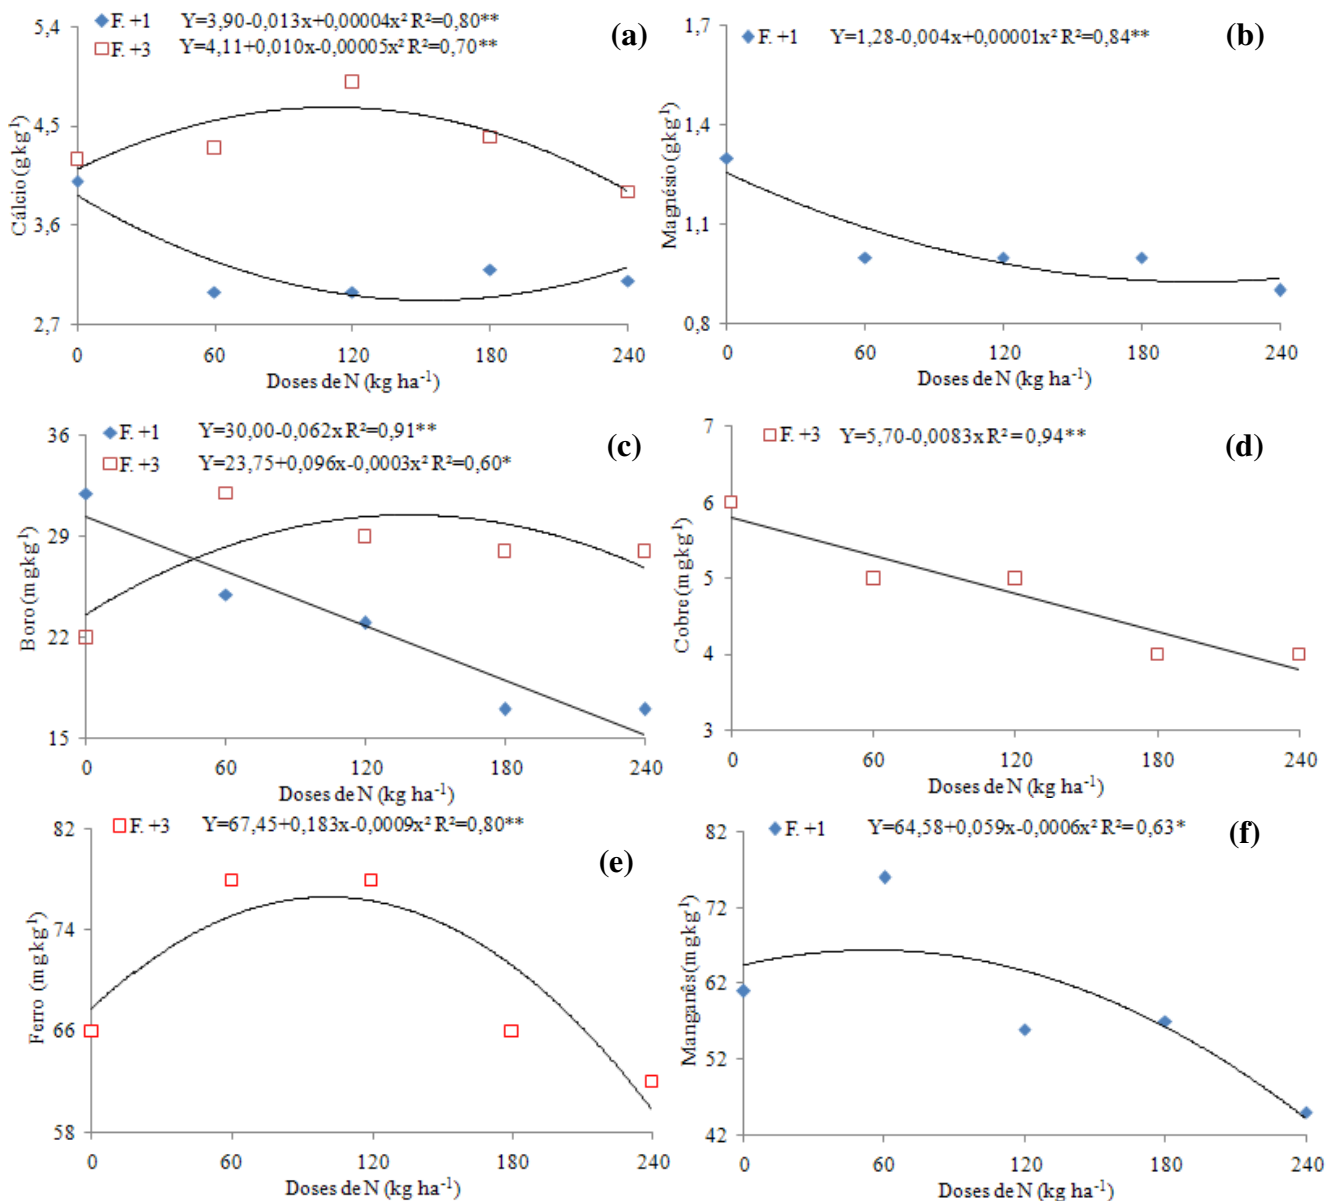 F. +1 Y=3,90-0,013x+0,00004x² R²=0,80**
F. +3 Y=4,11+0,010x-0,00005x² R²=0,70**
(a)
5,4
4,5
3,6
2,7
Cálcio (g kg⁻¹)
0 60 120 180 240
Doses de N (kg ha⁻¹)
F. +1 Y=1,28-0,004x+0,00001x² R²=0,84**
(b)
1,7
1,4
1,1
0,8
Magnésio (g kg⁻¹)
0 60 120 180 240
Doses de N (kg ha⁻¹)
F. +1 Y=30,00-0,062x R²=0,91**
F. +3 Y=23,75+0,096x-0,0003x² R²=0,60*
(c)
36
29
22
15
Boro (mg kg⁻¹)
0 60 120 180 240
Doses de N (kg ha⁻¹)
F. +3 Y=5,70-0,0083x R²=0,94**
(d)
7
6
5
4
3
Cobre (mg kg⁻¹)
0 60 120 180 240
Doses de N (kg ha⁻¹)
F. +3 Y=67,45+0,183x-0,0009x² R²=0,80**
(e)
82
74
66
58
Ferro (mg kg⁻¹)
0 60 120 180 240
Doses de N (kg ha⁻¹)
F. +1 Y=64,58+0,059x-0,0006x² R²=0,63*
(f)
82
72
62
52
42
Manganês (mg kg⁻¹)
0 60 120 180 240
Doses de N (kg ha⁻¹)